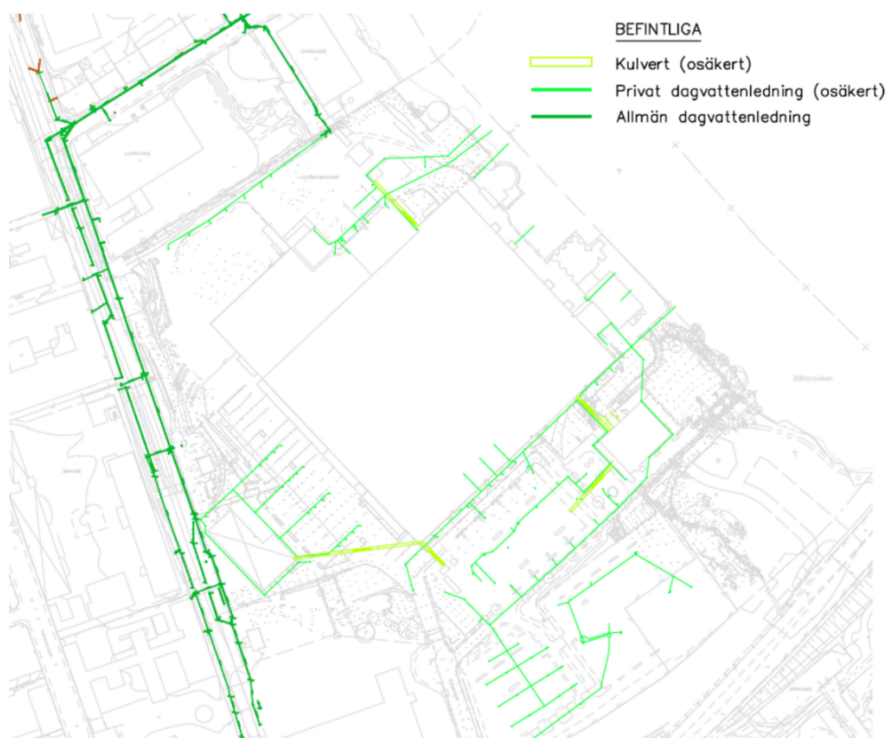 BEFINTLIGA
Kulvert (osäkert)
Privat dagvattenledning (osäkert)
Allmän dagvattenledning